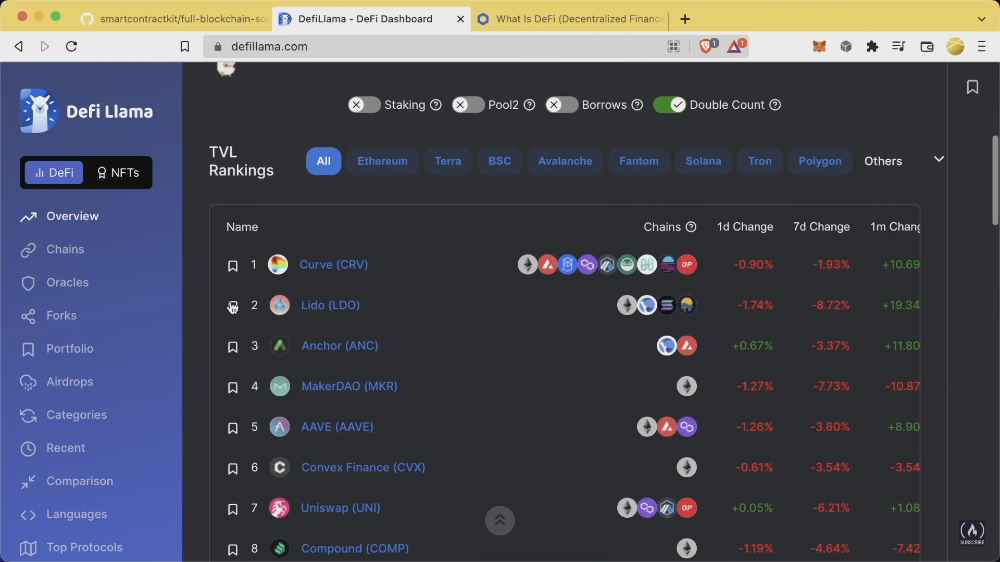 smartcontractkit/full-blockchain-sol
DefiLlama - DeFi Dashboard
What Is DeFi (Decentralized Finance
defillama.com
1
1
Defi Llama
DeFi
NFTs
Overview
Chains
Oracles
Forks
Portfolio
Airdrops
Categories
Recent
Comparison
Languages
Top Protocols
Staking
Pool2
Borrows
Double Count
TVL
Rankings
All
Ethereum
Terra
BSC
Avalanche
Fantom
Solana
Tron
Polygon
Others
Name
Chains
1d Change
7d Change
1m Chang
1 Curve (CRV) OP -0.90% -1.93% +10.69
2 Lido (LDO) -1.74% -8.72% +19.34
3 Anchor (ANC) +0.67% -3.37% +11.80
4 MakerDAO (MKR) -1.27% -7.73% -10.87
5 AAVE (AAVE) -1.26% -3.60% +8.90
6 Convex Finance (CVX) -0.61% -3.54% -3.54
7 Uniswap (UNI) OP +0.05% -6.21% +1.08
8 Compound (COMP) -1.19% -4.64% -7.42
SUBSCRIBE